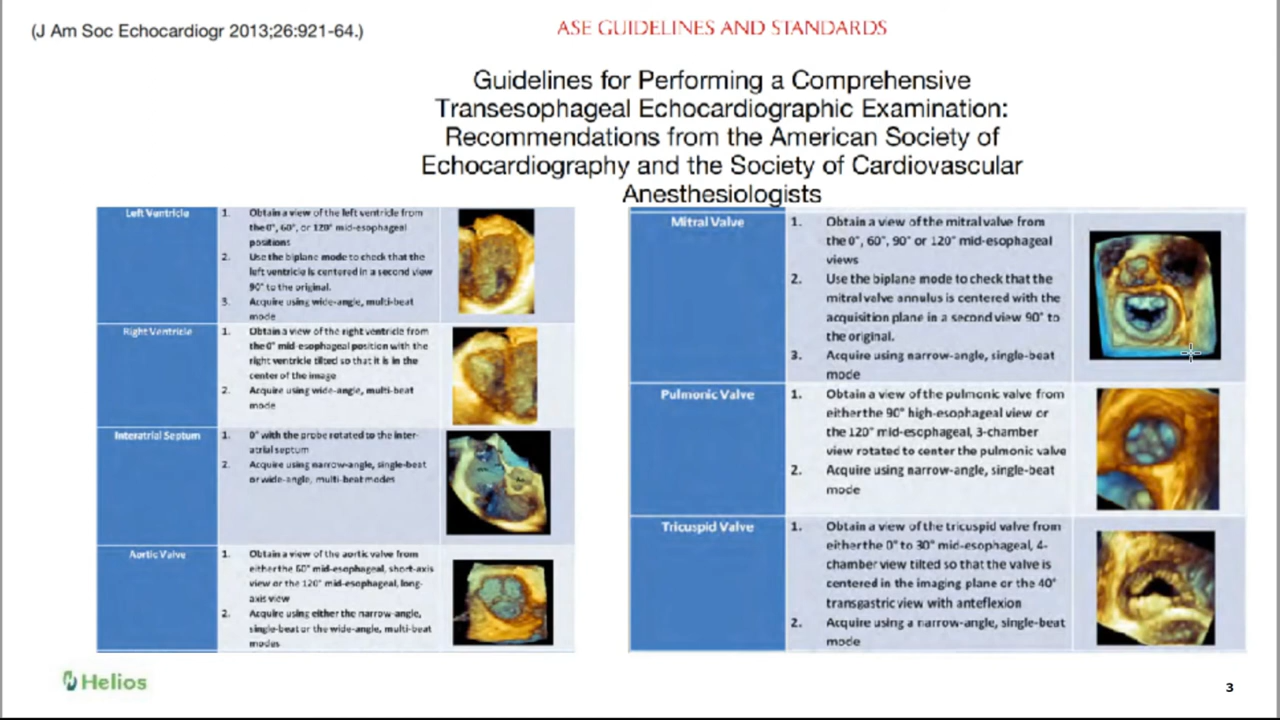 (J Am Soc Echocardiogr 2013;26:921-64.)
ASE GUIDELINES AND STANDARDS
Guidelines for Performing a Comprehensive
Transesophageal Echocardiographic Examination:
Recommendations from the American Society of
Echocardiography and the Society of Cardiovascular
Anesthesiologists
Left Ventricle
1. Obtain a view of the left ventricle from
the 0°, 60°, or 120° mid-esophageal
positions
2. Use the biplane mode to check that the
left ventricle is centered in a second view
90° to the original.
3. Acquire using wide-angle, multi-beat
mode
Right Ventricle
1. Obtain a view of the right ventricle from
the 0° mid-esophageal position with the
right ventricle tilted so that it is in the
center of the image
2. Acquire using wide-angle, multi-beat
mode
Interatrial Septum
1. 0° with the probe rotated to the inter-
atrial septum
2. Acquire using narrow-angle, single-beat
or wide-angle, multi-beat modes
Aortic Valve
1. Obtain a view of the aortic valve from
either the 60° mid-esophageal, short-axis
view or the 120° mid-esophageal, long-
axis view
2. Acquire using either the narrow-angle,
single-beat or the wide-angle, multi-beat
modes
Mitral Valve
1. Obtain a view of the mitral valve from
the 0°, 60°, 90° or 120° mid-esophageal
views
2. Use the biplane mode to check that the
mitral valve annulus is centered with the
acquisition plane in a second view 90° to
the original.
3. Acquire using narrow-angle, single-beat
mode
Pulmonic Valve
1. Obtain a view of the pulmonic valve from
either the 90° high-esophageal view or
the 120° mid-esophageal, 3-chamber
view rotated to center the pulmonic valve
2. Acquire using narrow-angle, single-beat
mode
Tricuspid Valve
1. Obtain a view of the tricuspid valve from
either the 0° to 30° mid-esophageal, 4-
chamber view tilted so that the valve is
centered in the imaging plane or the 40°
transgastric view with anteflexion
2. Acquire using a narrow-angle, single-beat
mode
Helios
3